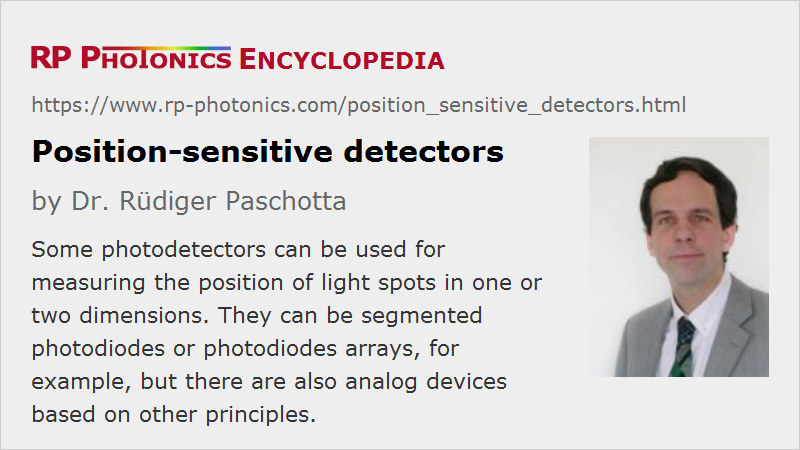 RP PHOTONICS ENCYCLOPEDIA
https://www.rp-photonics.com/position_sensitive_detectors.html
Position-sensitive detectors
by Dr. Rüdiger Paschotta
Some photodetectors can be used for
measuring the position of light spots in one or
two dimensions. They can be segmented
photodiodes or photodiodes arrays, for
example, but there are also analog devices
based on other principles.